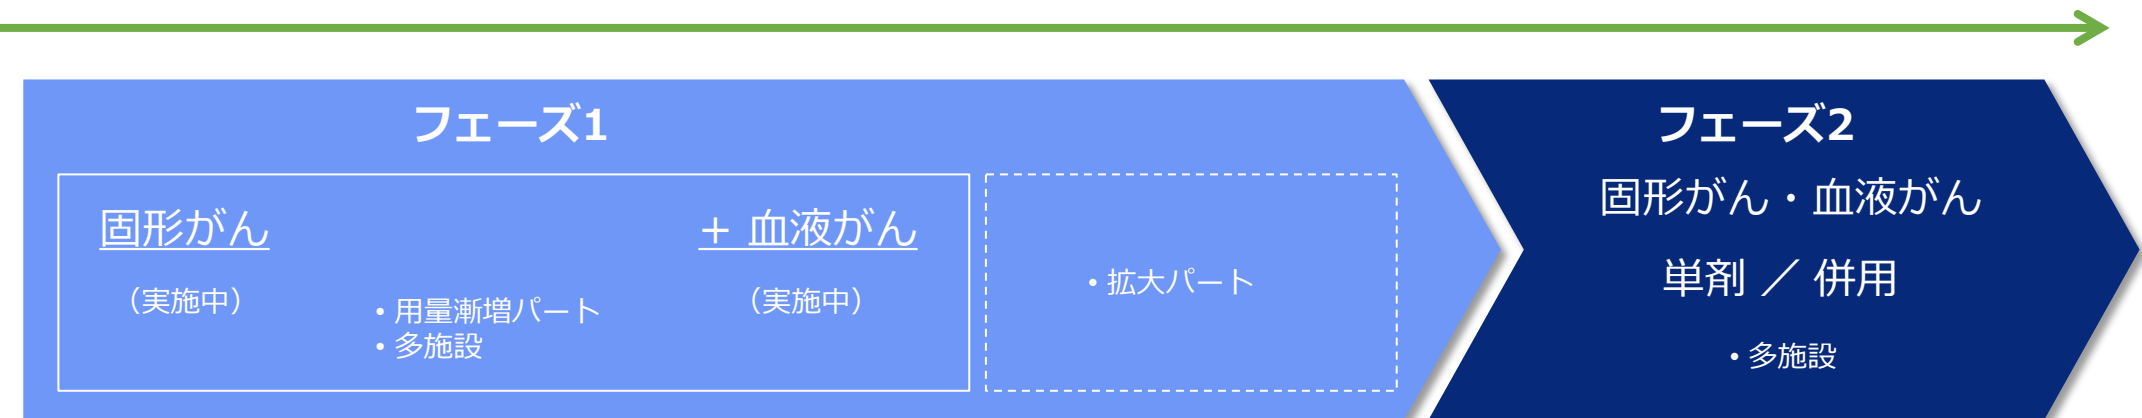 フェーズ1
固形がん
（実施中）
・用量漸増パート
・多施設
+ 血液がん
（実施中）
・拡大パート
フェーズ2
固形がん・血液がん
単剤 ／ 併用
・多施設